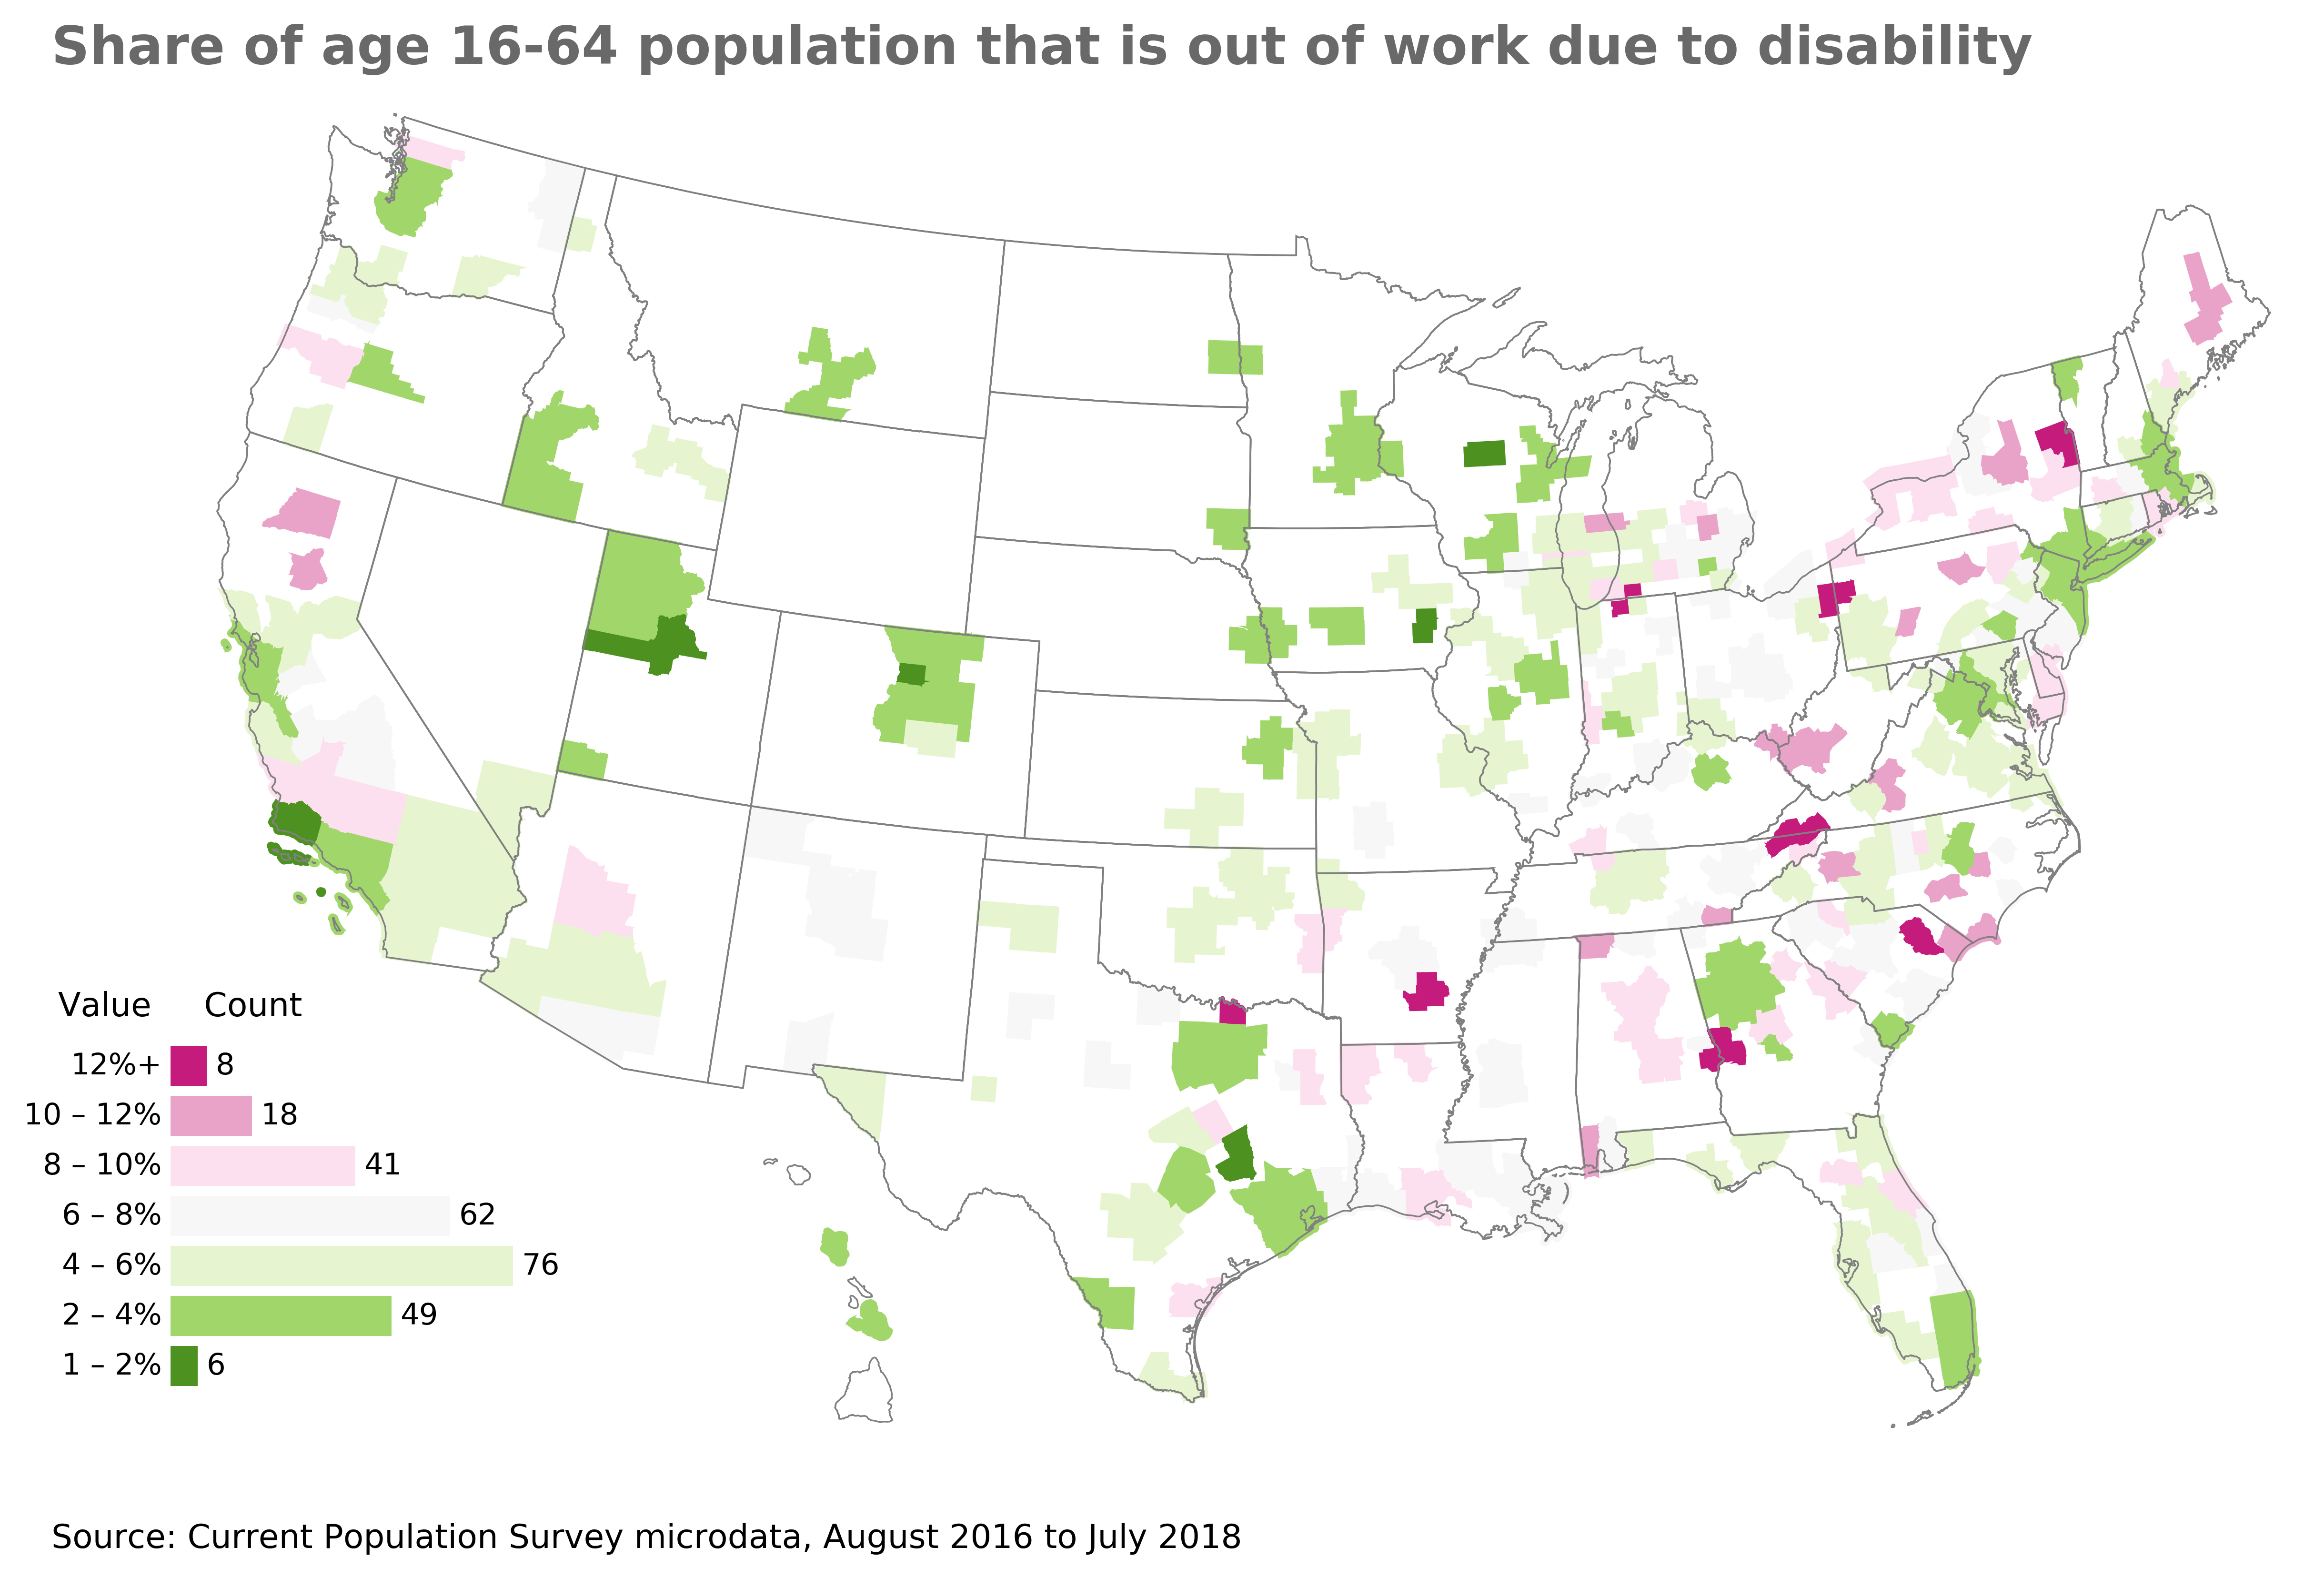 Share of age 16-64 population that is out of work due to disability
Value Count
12%+ 8
10 – 12% 18
8 – 10% 41
6 – 8% 62
4 – 6% 76
2 – 4% 49
1 – 2% 6
Source: Current Population Survey microdata, August 2016 to July 2018